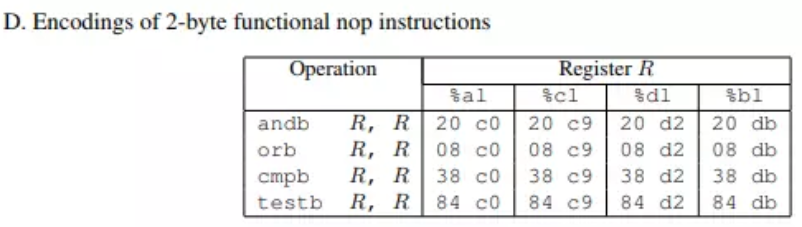 D. Encodings of 2-byte functional nop instructions
Operation Register R
%al %cl %dl %bl
andb R, R 20 c0 20 c9 20 d2 20 db
orb R, R 08 c0 08 c9 08 d2 08 db
cmpb R, R 38 c0 38 c9 38 d2 38 db
testb R, R 84 c0 84 c9 84 d2 84 db